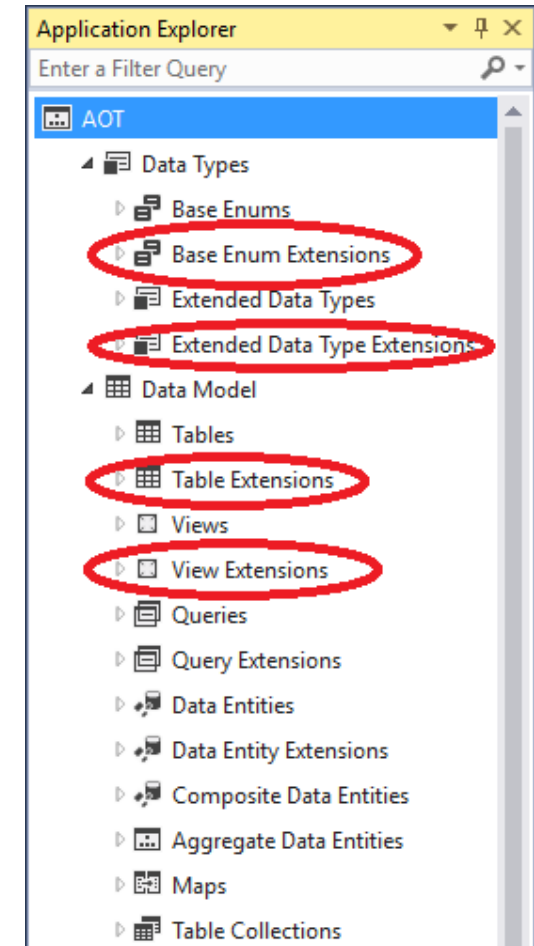 Application Explorer
Enter a Filter Query
AOT
Data Types
Base Enums
Base Enum Extensions
Extended Data Types
Extended Data Type Extensions
Data Model
Tables
Table Extensions
Views
View Extensions
Queries
Query Extensions
Data Entities
Data Entity Extensions
Composite Data Entities
Aggregate Data Entities
Maps
Table Collections